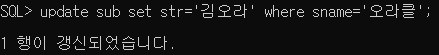 SQL> update sub set str='김오라' where sname='오라클';
1 행이 갱신되었습니다.